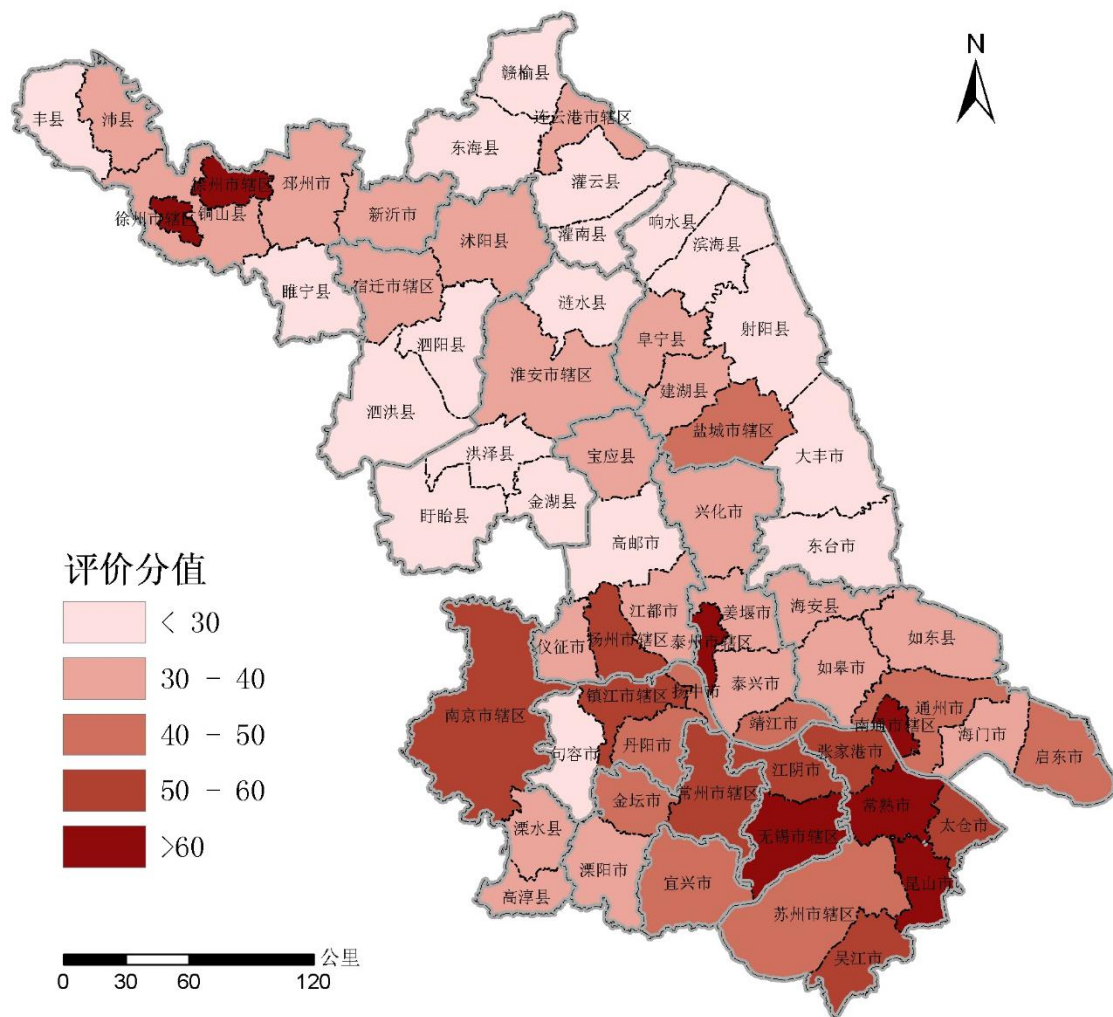 N
赣榆县
丰县
沛县
连云港市辖区
东海县
徐州市辖区
邳州市
灌云县
徐州市辖区
铜山县
新沂市
沭阳县
灌南县
响水县
滨海县
睢宁县
宿迁市辖区
涟水县
泗阳县
阜宁县
射阳县
淮安市辖区
建湖县
泗洪县
盐城市辖区
洪泽县
宝应县
大丰市
盱眙县
金湖县
兴化市
高邮市
东台市
评价分值
< 30
30 - 40
40 - 50
50 - 60
>60
江都市
姜堰市
海安县
仪征市
扬州市辖区
泰州市辖区
如东县
如皋市
南京市辖区
镇江市辖区
扬中市
泰兴市
通州市
南通市辖区
靖江市
海门市
启东市
句容市
丹阳市
张家港市
江阴市
金坛市
常州市辖区
常熟市
太仓市
溧水县
无锡市辖区
溧阳市
宜兴市
昆山市
高淳县
苏州市辖区
吴江市
公里
0 30 60 120